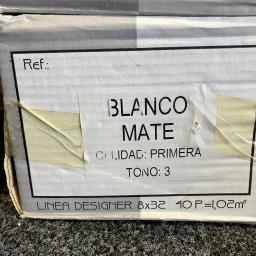 Ref.:
BLANCO
MATE
CALIDAD: PRIMERA
TONO: 3
LINEA DESIGNER 8x32 40 P.=1,02m²